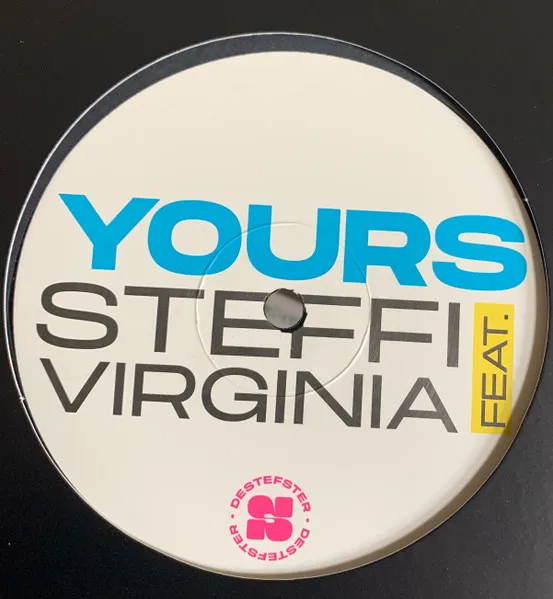 YOURS
STEFFI
FEAT.
VIRGINIA
DESTEFSTER • DESTEFSTER •